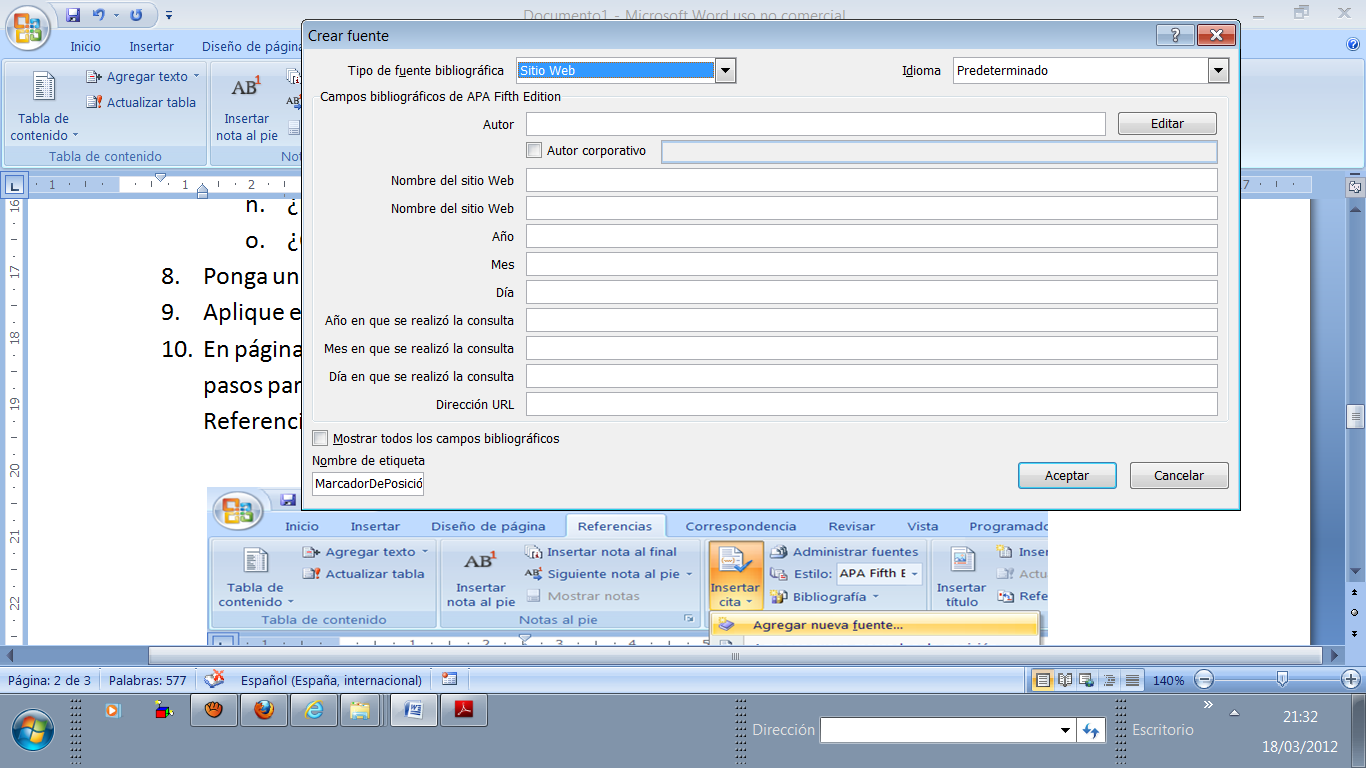 Documento1 - Microsoft Word uso no comercial
Inicio Insertar Diseño de página
Agregar texto
Actualizar tabla
Tabla de
contenido
AB¹
Insertar
nota al pie
Tabla de contenido
Crear fuente
Tipo de fuente bibliográfica Sitio Web Idioma Predeterminado
Campos bibliográficos de APA Fifth Edition
Autor Editar
Autor corporativo
Nombre del sitio Web
Nombre del sitio Web
Año
Mes
Día
Año en que se realizó la consulta
Mes en que se realizó la consulta
Día en que se realizó la consulta
Dirección URL
Mostrar todos los campos bibliográficos
Nombre de etiqueta
MarcadorDePosició
Aceptar Cancelar
n. ¿
o. ¿
8. Ponga un
9. Aplique e
10. En página
pasos par
Referenci
Inicio Insertar Diseño de página Referencias Correspondencia Revisar Vista Programado
Agregar texto
Actualizar tabla
Tabla de
contenido
Tabla de contenido
AB¹
Insertar
nota al pie
Insertar nota al final
Siguiente nota al pie
Mostrar notas
Notas al pie
Insertar
cita
Administrar fuentes
Estilo: APA Fifth E
Bibliografía
Insertar
título
Agregar nueva fuente...
Página: 2 de 3 Palabras: 577 Español (España, internacional) 140%
Dirección Escritorio
21:32
18/03/2012